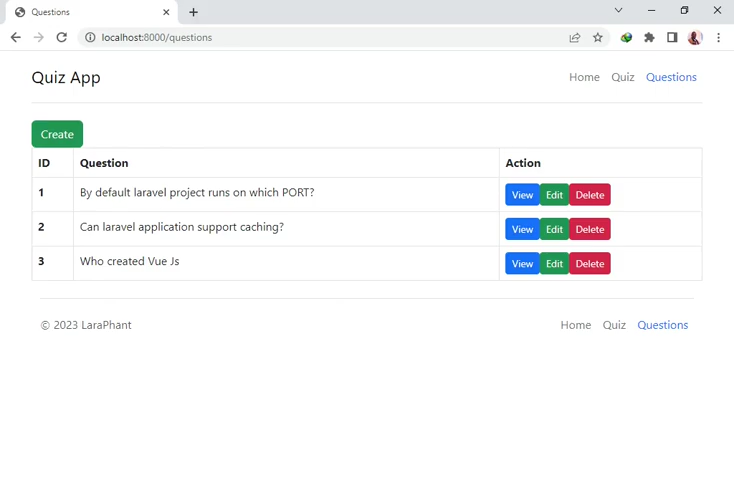 Questions
localhost:8000/questions
Quiz App
Home Quiz Questions
Create
ID Question Action
1 By default laravel project runs on which PORT? View Edit Delete
2 Can laravel application support caching? View Edit Delete
3 Who created Vue Js View Edit Delete
© 2023 LaraPhant
Home Quiz Questions